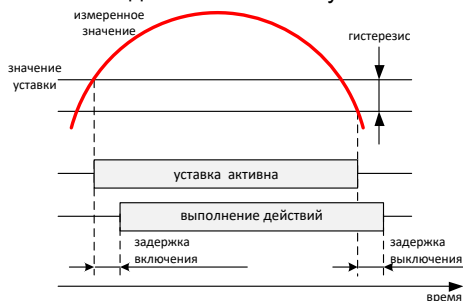 измеренное
значение
гистерезис
значение
уставки
уставка активна
выполнение действий
задержка
включения
задержка
выключения
время